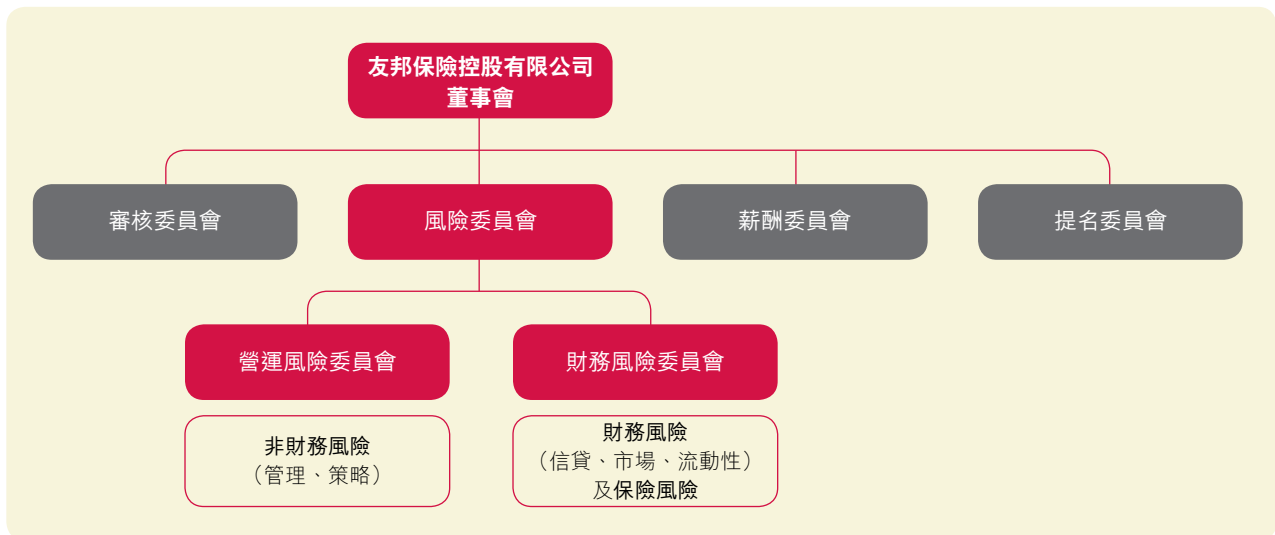 友邦保險控股有限公司
董事會
審核委員會
風險委員會
薪酬委員會
提名委員會
營運風險委員會
財務風險委員會
非財務風險
（管理、策略）
財務風險
（信貸、市場、流動性）
及保險風險